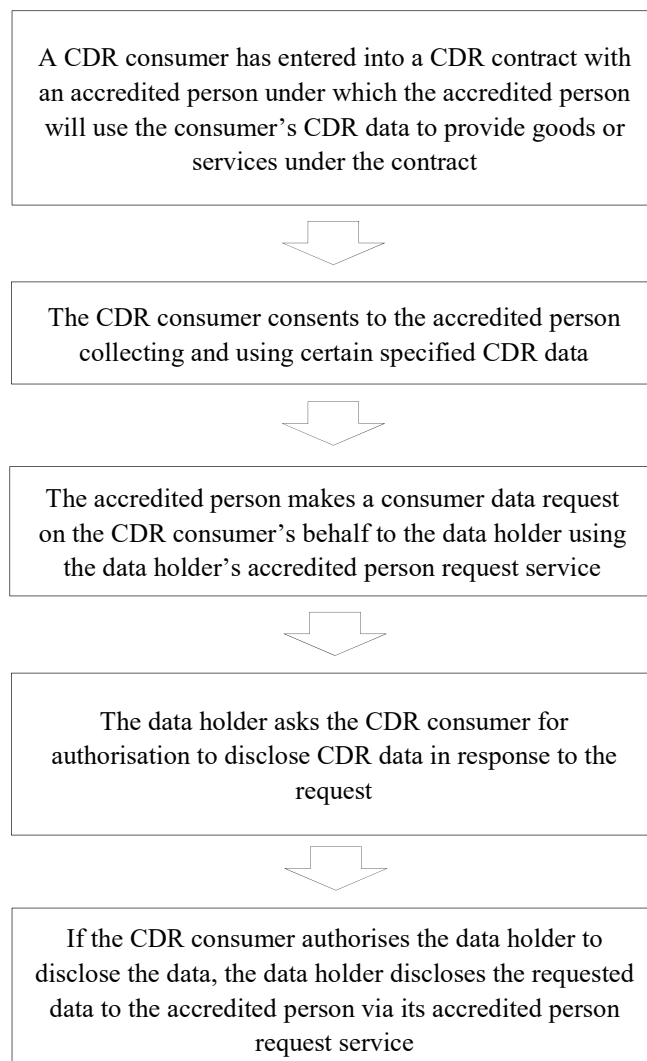 A CDR consumer has entered into a CDR contract with
an accredited person under which the accredited person
will use the consumer’s CDR data to provide goods or
services under the contract
The CDR consumer consents to the accredited person
collecting and using certain specified CDR data
The accredited person makes a consumer data request
on the CDR consumer’s behalf to the data holder using
the data holder’s accredited person request service
The data holder asks the CDR consumer for
authorisation to disclose CDR data in response to the
request
If the CDR consumer authorises the data holder to
disclose the data, the data holder discloses the requested
data to the accredited person via its accredited person
request service